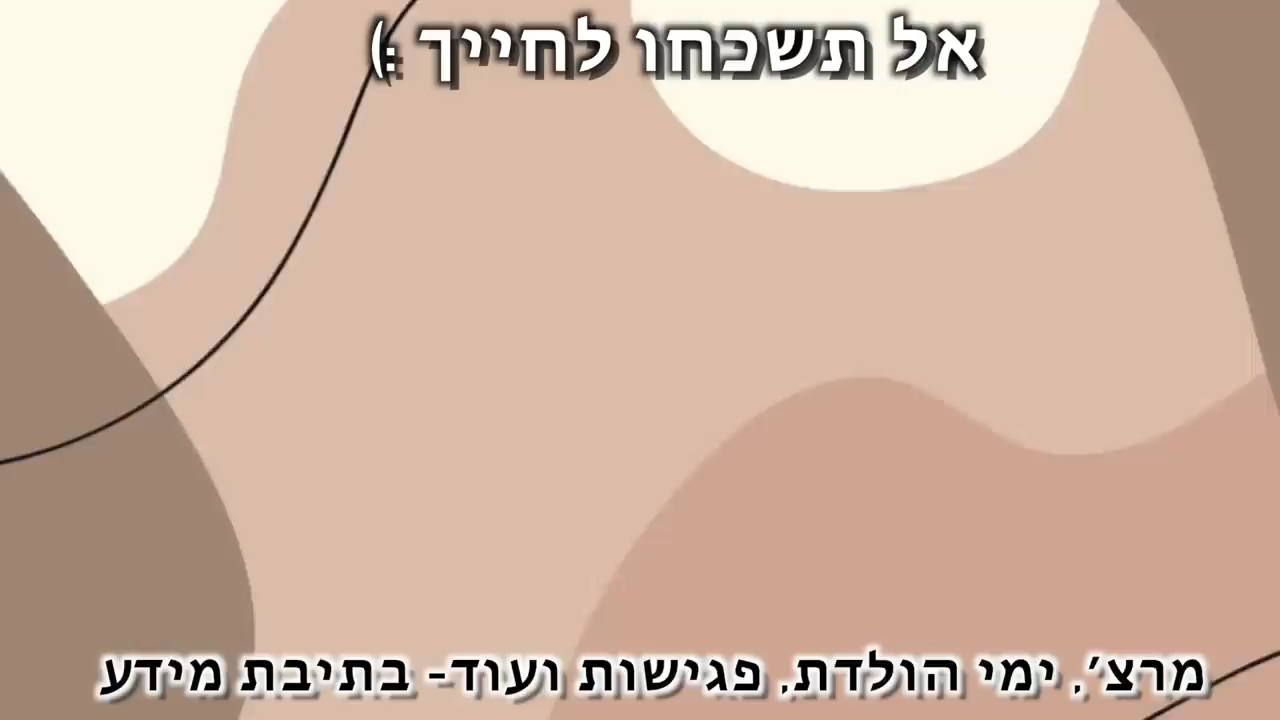 אל תשכחו לחייך :)
מרצ', ימי הולדת, פגישות ועוד- בתיבת מידע